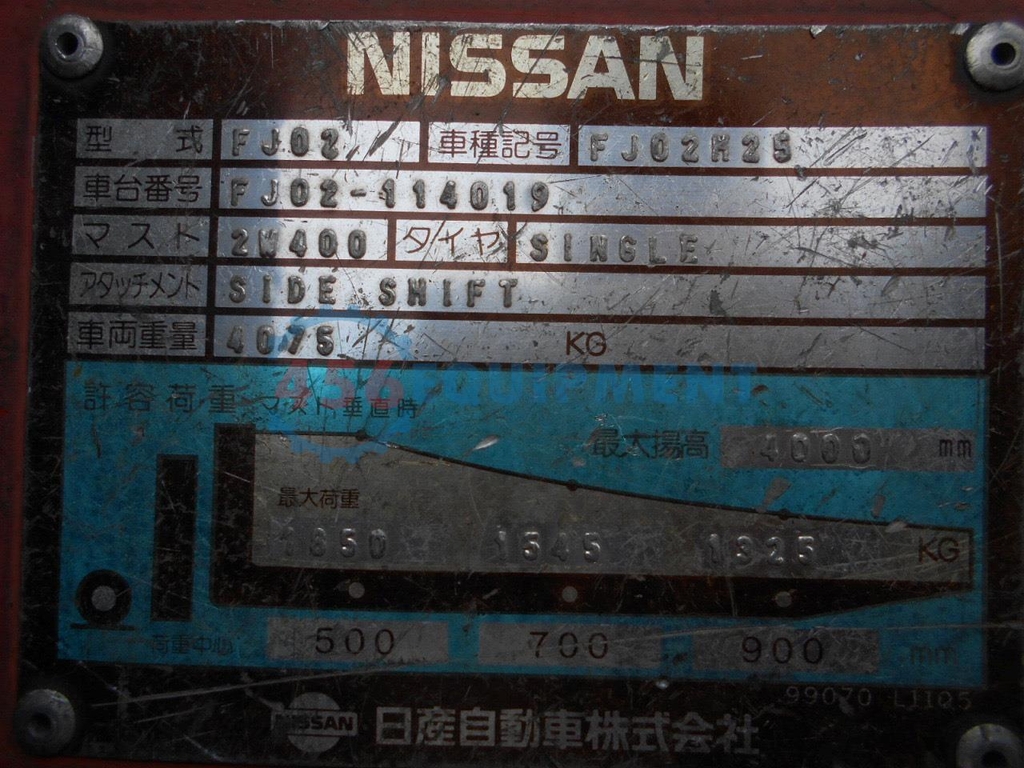 NISSAN
型式 FJ02 車種記号 FJ02M25
車台番号 FJ02-114019
マスト 2W400 タイヤ SINGLE
アタッチメント SIDE SHIFT
車両重量 4075 KG
456 EQUIPMENT
許容荷重 マスト垂直時
最大揚高 4000 mm
最大荷重
1850 1545 1325 KG
荷重中心 500 700 900 mm
99070 L11Q5
NISSAN 日産自動車株式会社